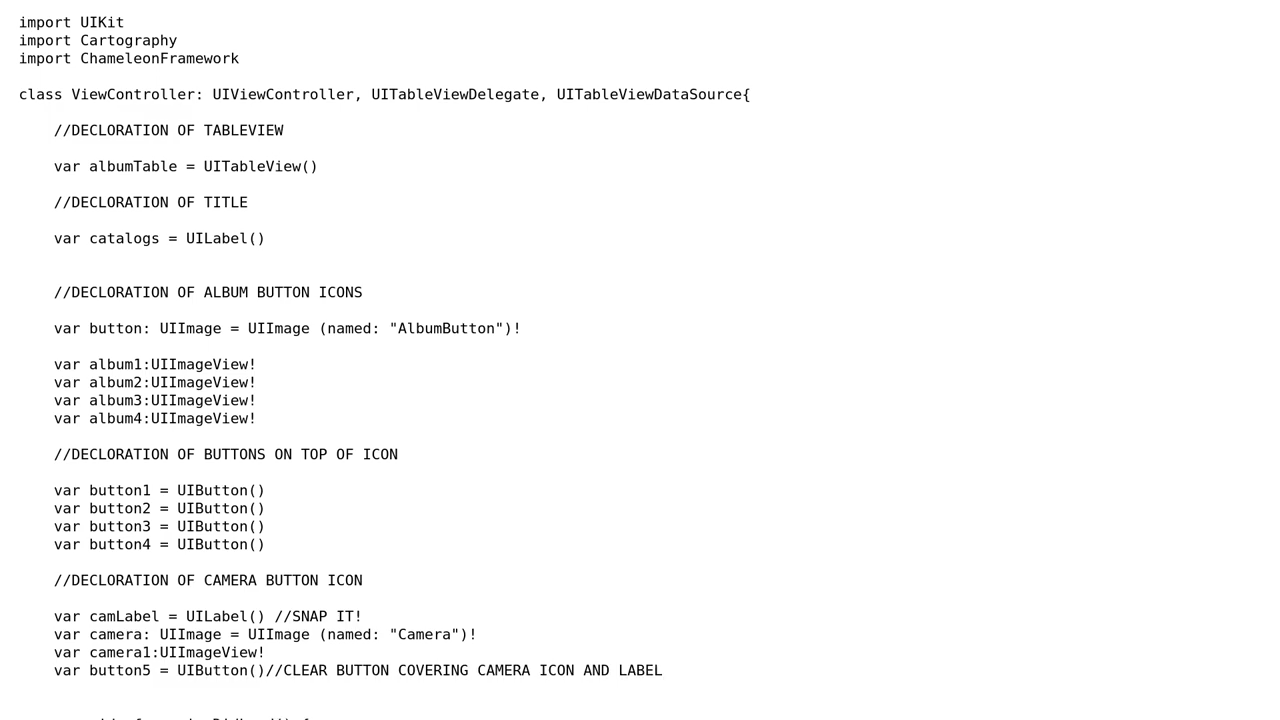 import UIKit
import Cartography
import ChameleonFramework
class ViewController: UIViewController, UITableViewDelegate, UITableViewDataSource{
//DECLORATION OF TABLEVIEW
var albumTable = UITableView()
//DECLORATION OF TITLE
var catalogs = UILabel()
//DECLORATION OF ALBUM BUTTON ICONS
var button: UIImage = UIImage (named: "AlbumButton")!
var album1:UIImageView!
var album2:UIImageView!
var album3:UIImageView!
var album4:UIImageView!
//DECLORATION OF BUTTONS ON TOP OF ICON
var button1 = UIButton()
var button2 = UIButton()
var button3 = UIButton()
var button4 = UIButton()
//DECLORATION OF CAMERA BUTTON ICON
var camLabel = UILabel() //SNAP IT!
var camera: UIImage = UIImage (named: "Camera")!
var camera1:UIImageView!
var button5 = UIButton()//CLEAR BUTTON COVERING CAMERA ICON AND LABEL